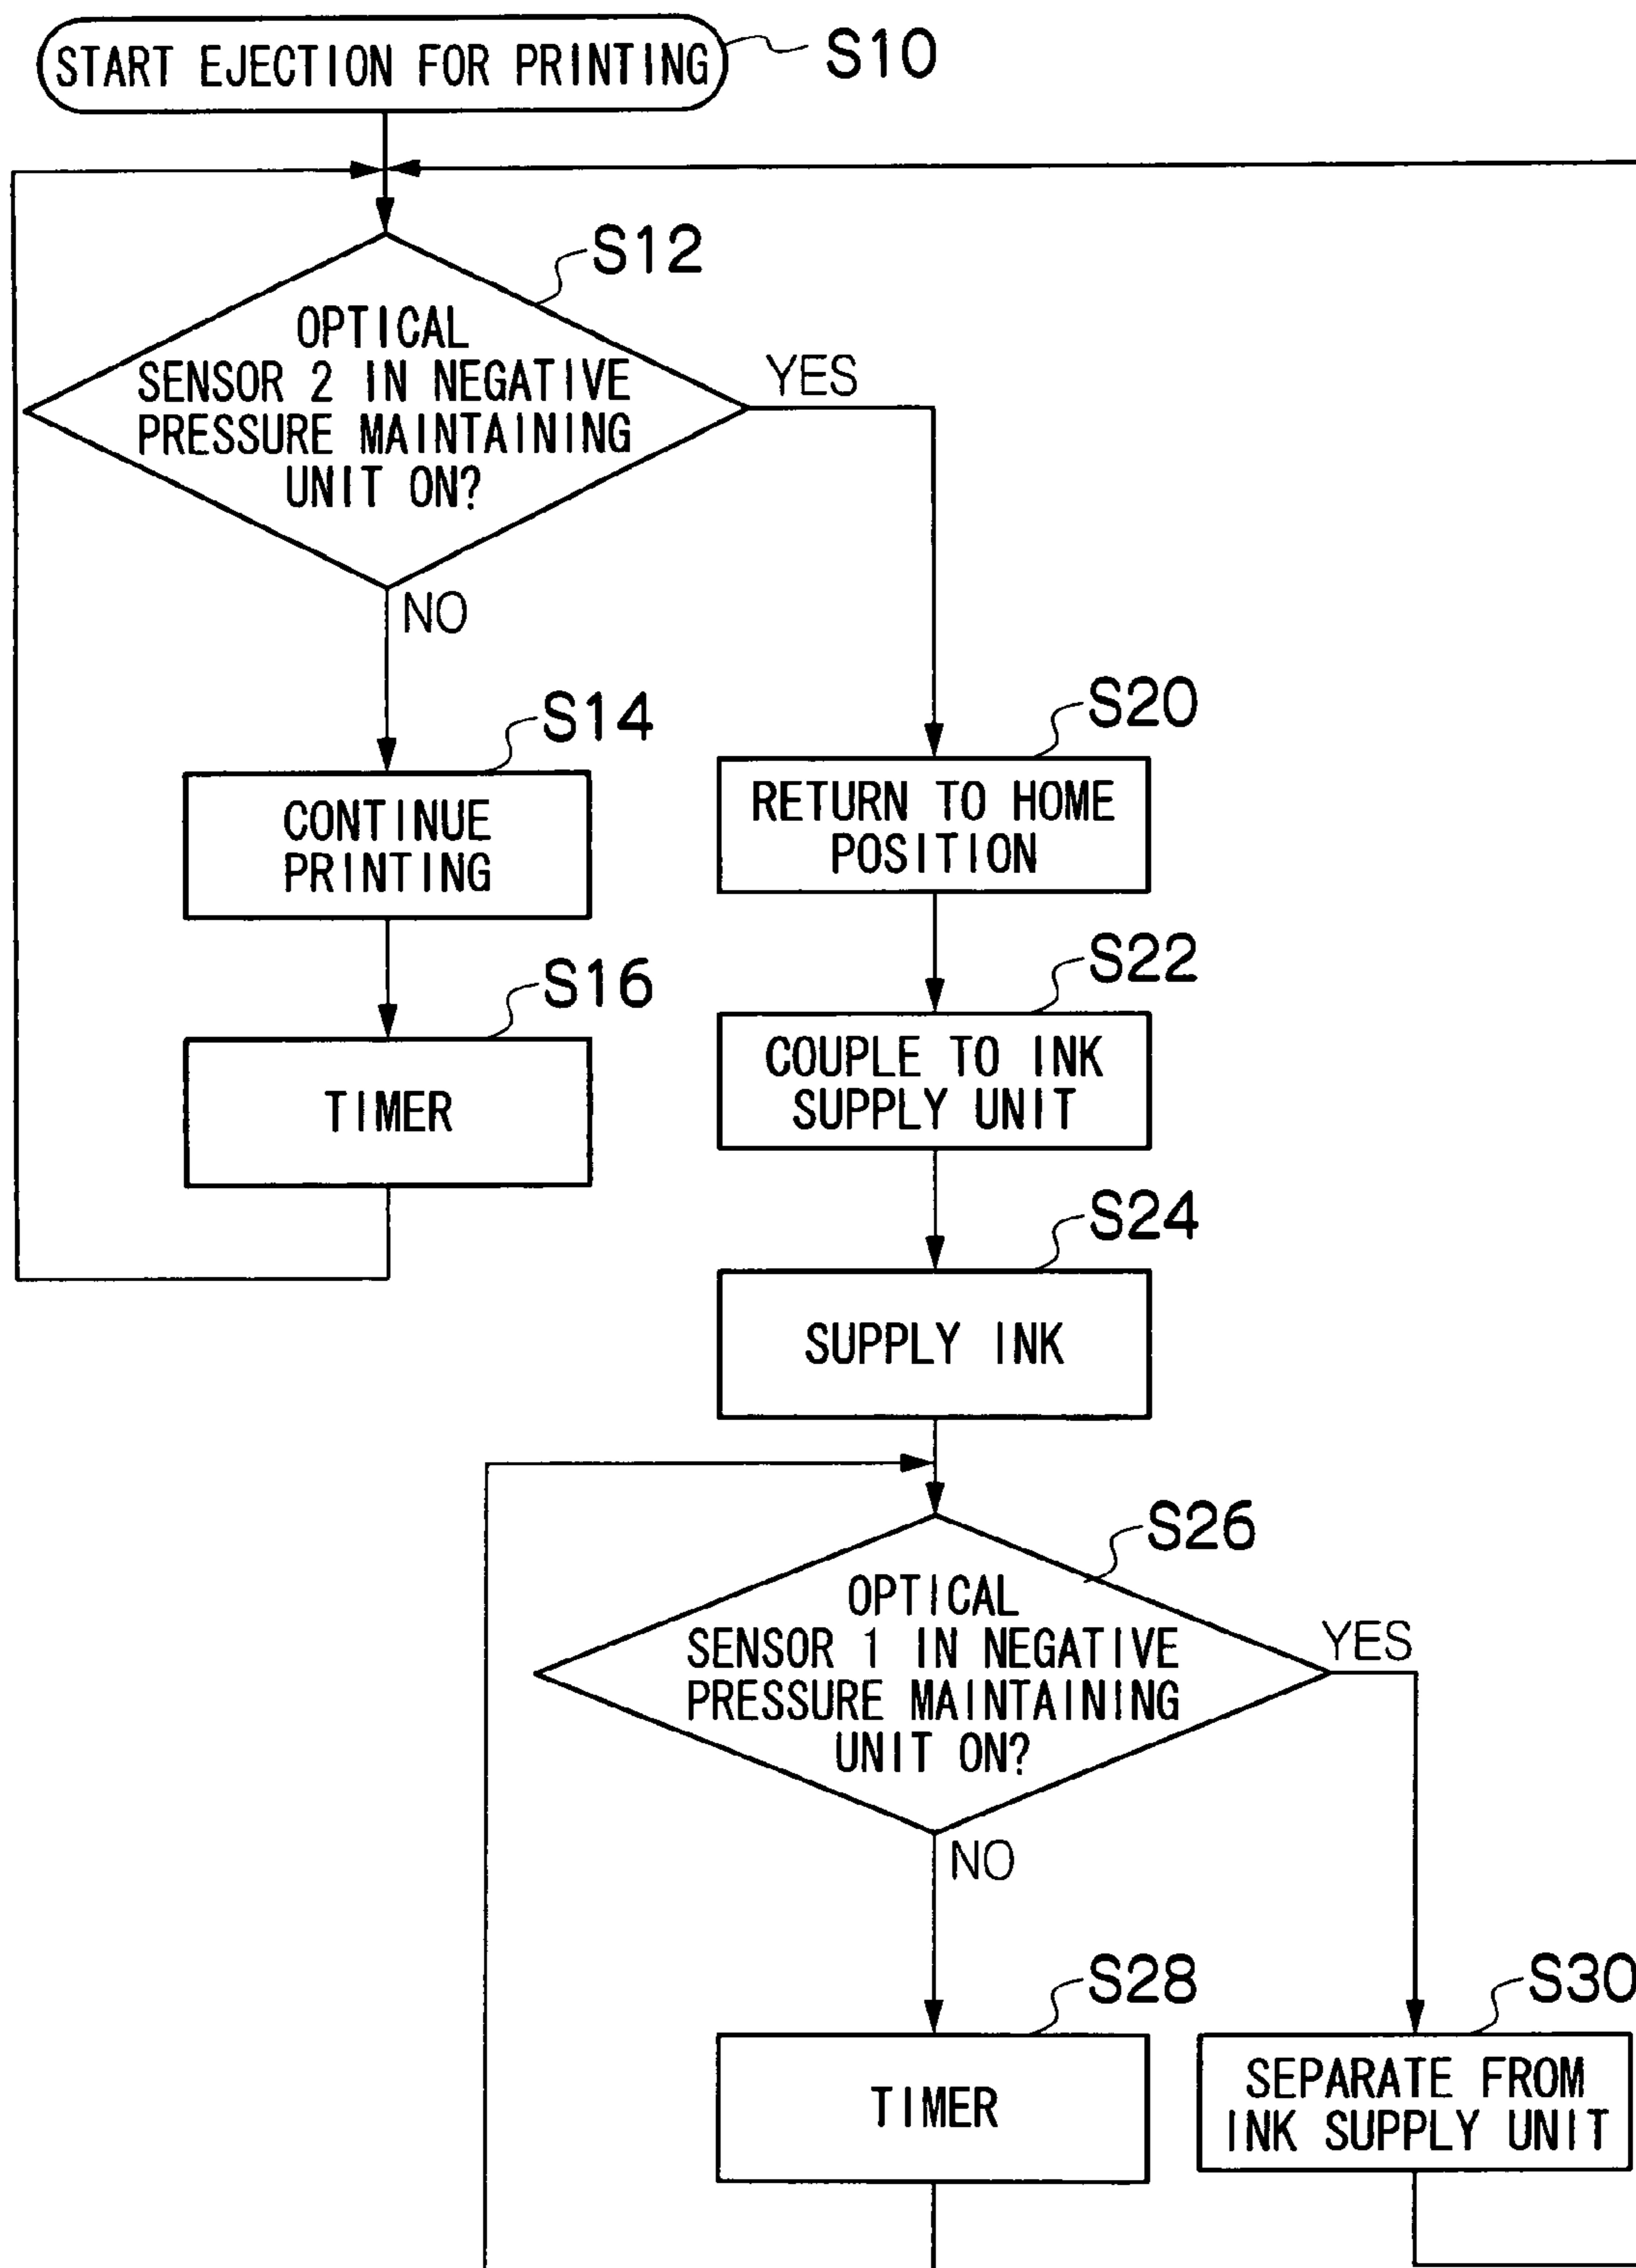 START EJECTION FOR PRINTING
S10
S12
OPTICAL
SENSOR 2 IN NEGATIVE
PRESSURE MAINTAINING
UNIT ON?
YES
NO
S14
CONTINUE
PRINTING
S16
TIMER
S20
RETURN TO HOME
POSITION
S22
COUPLE TO INK
SUPPLY UNIT
S24
SUPPLY INK
S26
OPTICAL
SENSOR 1 IN NEGATIVE
PRESSURE MAINTAINING
UNIT ON?
YES
NO
S28
TIMER
S30
SEPARATE FROM
INK SUPPLY UNIT